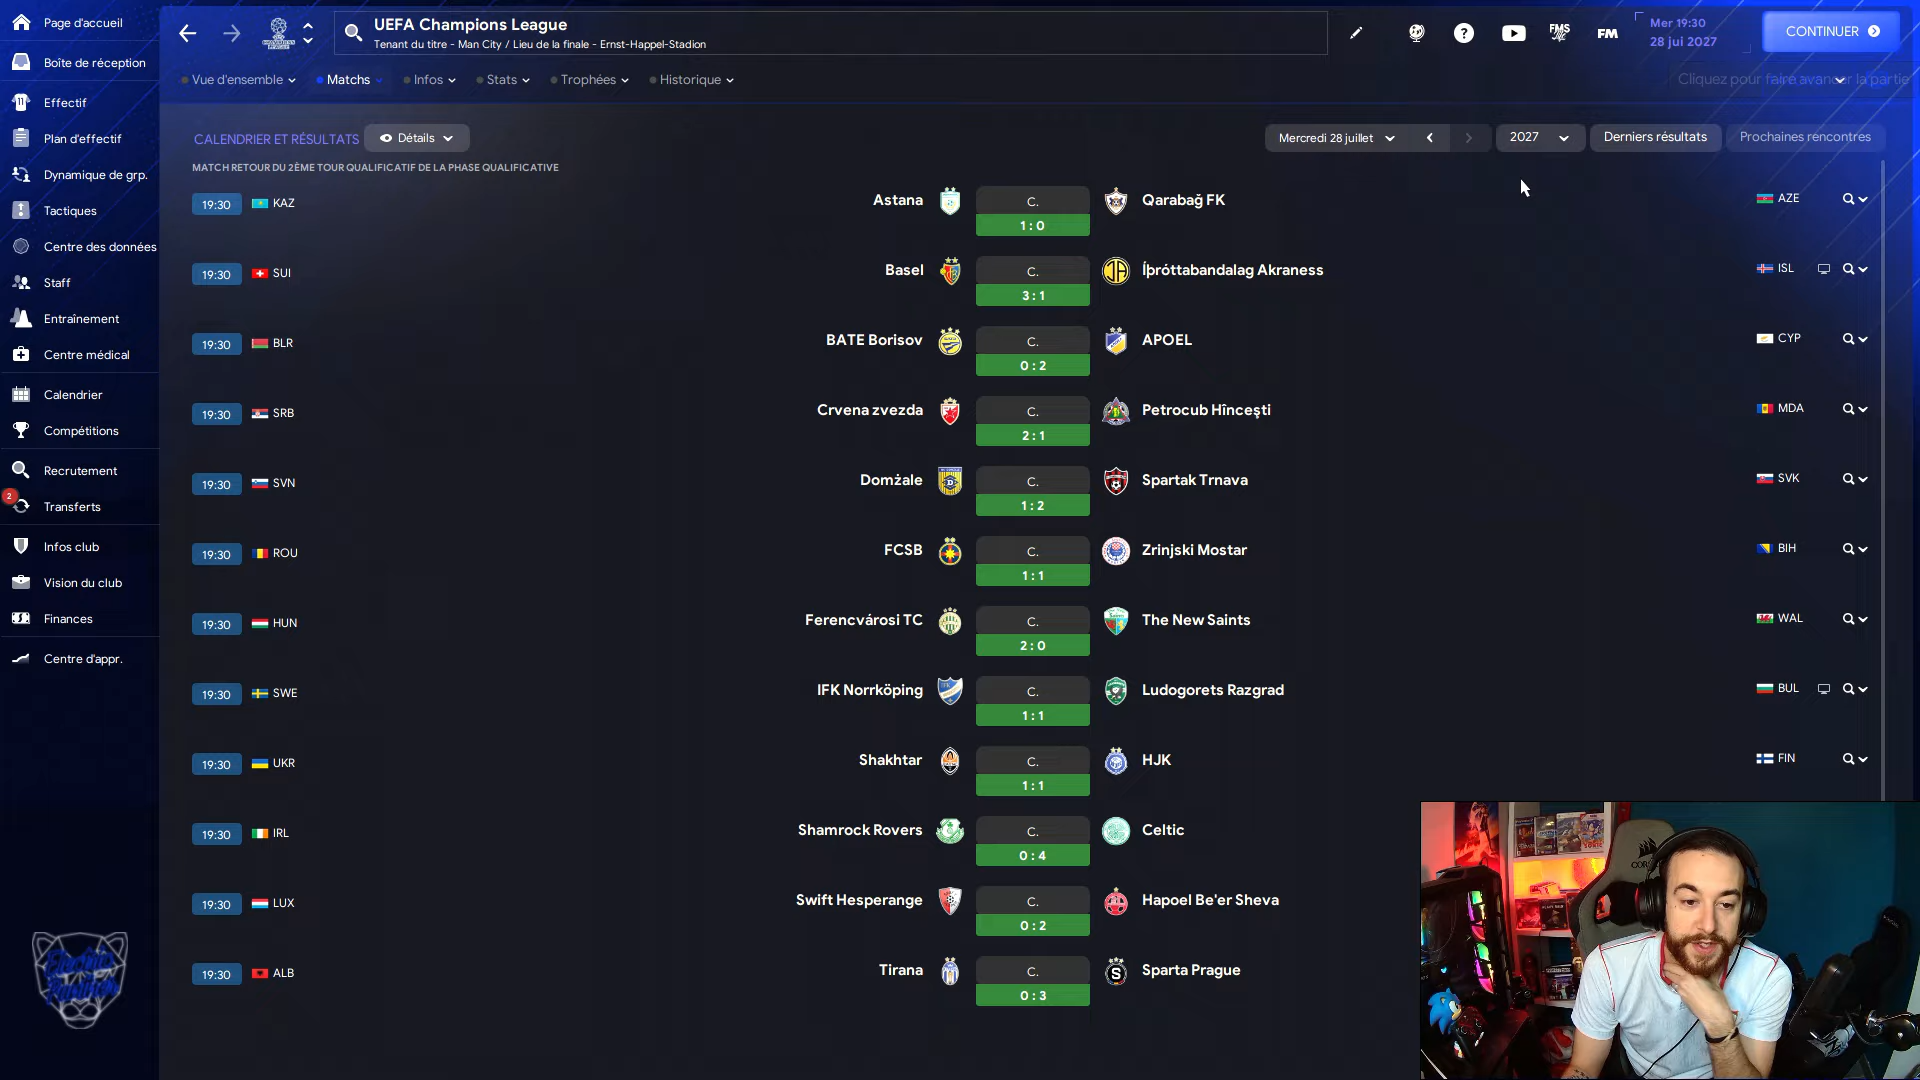 Page d'accueil
Boîte de réception
Effectif
Plan d'effectif
Dynamique de grp.
Tactiques
Centre des données
Staff
Entraînement
Centre médical
Calendrier
Compétitions
Recrutement
2
Transferts
Infos club
Vision du club
Finances
Centre d'appr.
UEFA Champions League
Tenant du titre - Man City / Lieu de la finale - Ernst-Happel-Stadion
FMS
FM
Mer 19:30
28 jui 2027
CONTINUER
Cliquez pour faire avancer la partie
Vue d'ensemble
Matchs
Infos
Stats
Trophées
Historique
CALENDRIER ET RÉSULTATS
Détails
Mercredi 28 juillet
2027
Derniers résultats
Prochaines rencontres
MATCH RETOUR DU 2ÈME TOUR QUALIFICATIF DE LA PHASE QUALIFICATIVE
19:30 KAZ Astana C. 1 : 0 Qarabağ FK AZE
19:30 SUI Basel C. 3 : 1 Íþróttabandalag Akraness ISL
19:30 BLR BATE Borisov C. 0 : 2 APOEL CYP
19:30 SRB Crvena zvezda C. 2 : 1 Petrocub Hînceşti MDA
19:30 SVN Domżale C. 1 : 2 Spartak Trnava SVK
19:30 ROU FCSB C. 1 : 1 Zrinjski Mostar BIH
19:30 HUN Ferencvárosi TC C. 2 : 0 The New Saints WAL
19:30 SWE IFK Norrköping C. 1 : 1 Ludogorets Razgrad BUL
19:30 UKR Shakhtar C. 1 : 1 HJK FIN
19:30 IRL Shamrock Rovers C. 0 : 4 Celtic
19:30 LUX Swift Hesperange C. 0 : 2 Hapoel Be'er Sheva
19:30 ALB Tirana C. 0 : 3 Sparta Prague